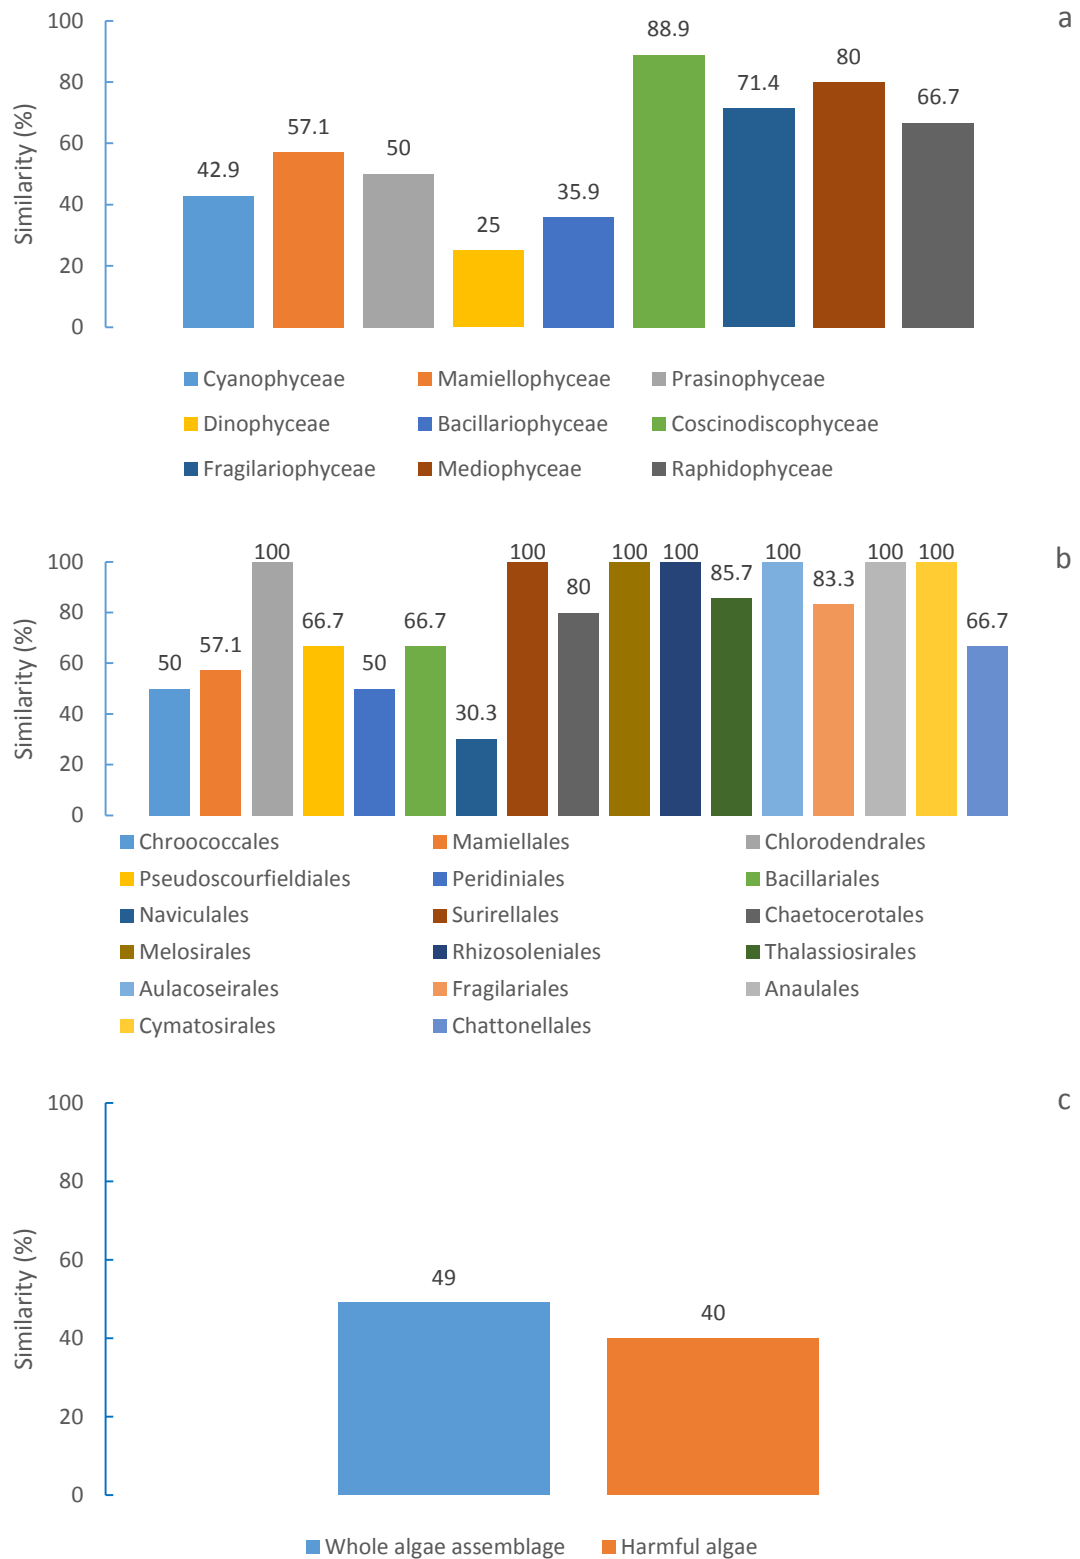 a
Similarity (%)
100
80
60
40
20
0
42.9
57.1
50
25
35.9
88.9
71.4
80
66.7
Cyanophyceae Mamiellophyceae Prasinophyceae
Dinophyceae Bacillariophyceae Coscinodiscophyceae
Fragilariophyceae Mediophyceae Raphidophyceae
b
Similarity (%)
100
80
60
40
20
0
50
57.1
100
66.7
50
66.7
30.3
100
80
100
100
85.7
100
83.3
100
100
66.7
Chroococcales Mamiellales Chlorodendrales
Pseudoscourfieldiales Peridiniales Bacillariales
Naviculales Surirellales Chaetocerotales
Melosirales Rhizosoleniales Thalassiosirales
Aulacoseirales Fragilariales Anaulales
Cymatosirales Chattonellales
c
Similarity (%)
100
80
60
40
20
0
49
40
Whole algae assemblage Harmful algae